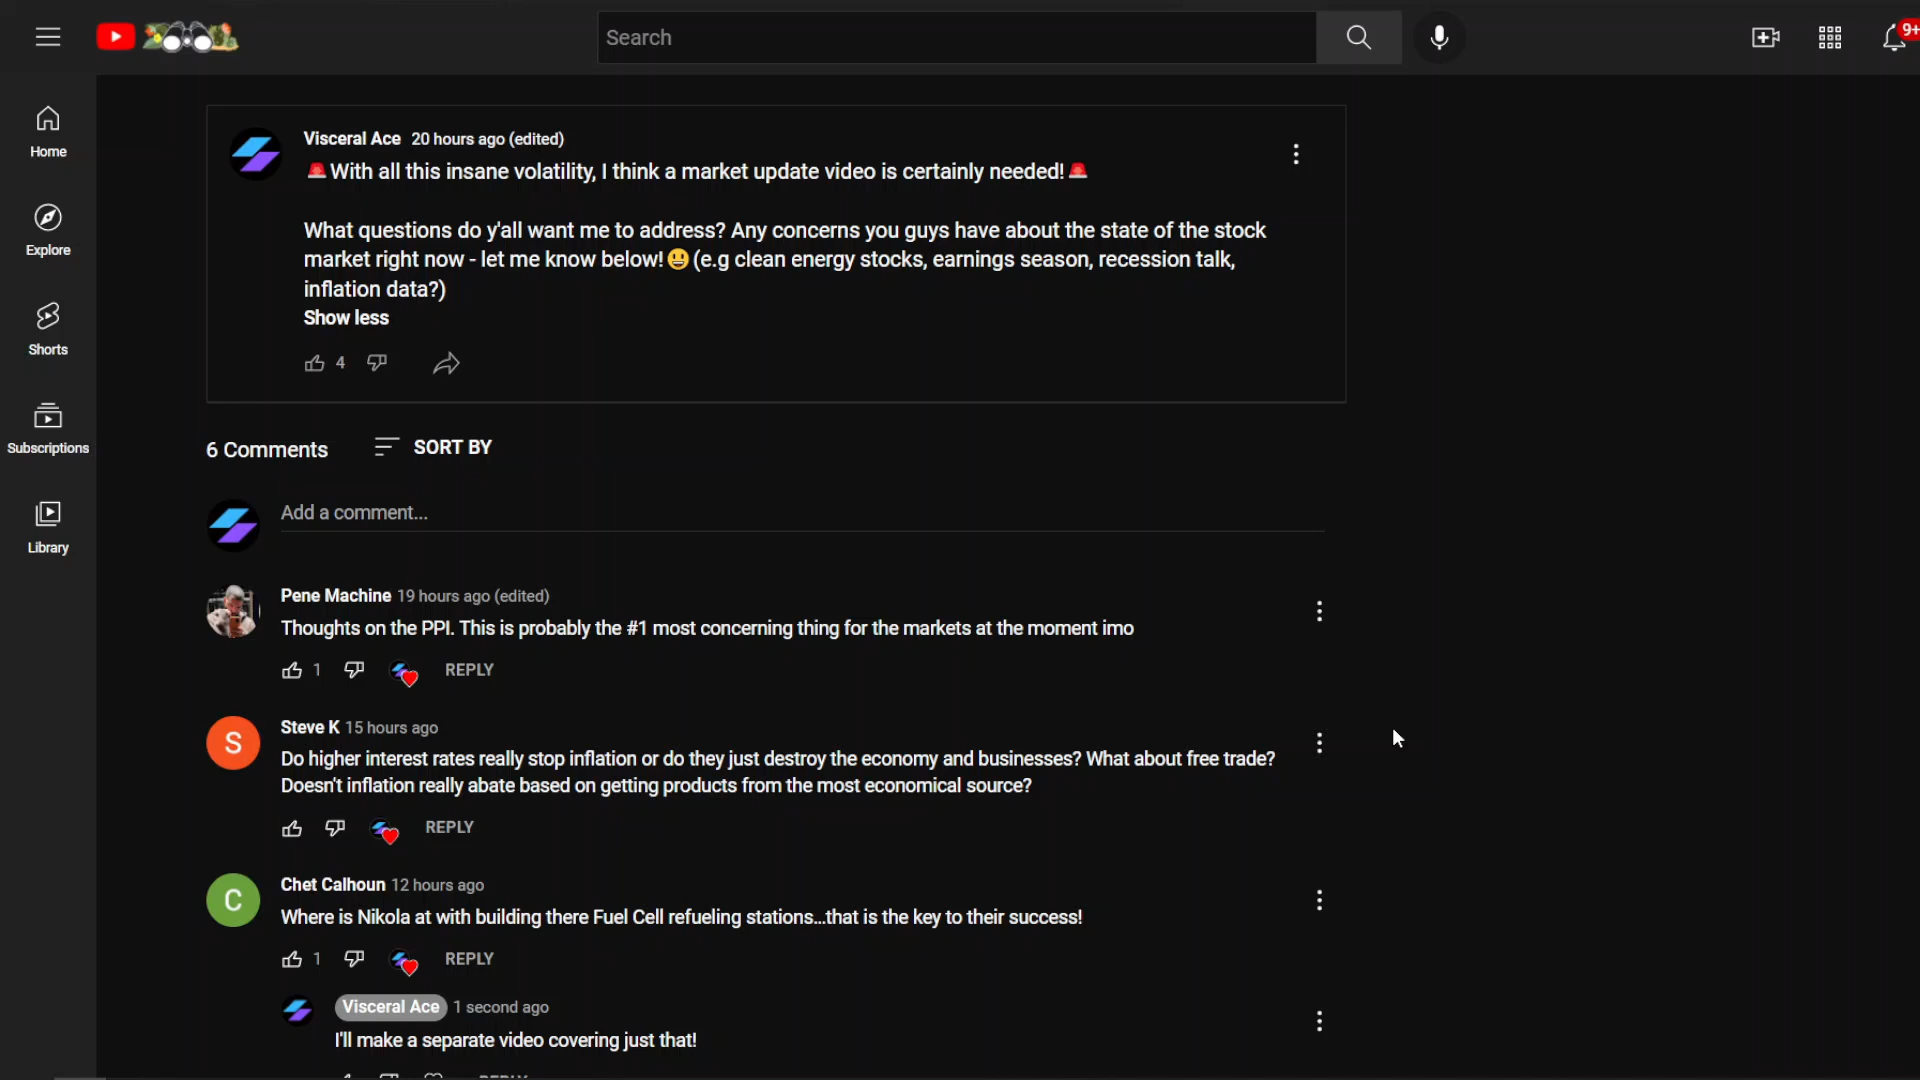 Search
9+
Home
Explore
Shorts
Subscriptions
Library
Visceral Ace 20 hours ago (edited)
🚨With all this insane volatility, I think a market update video is certainly needed!🚨
What questions do y'all want me to address? Any concerns you guys have about the state of the stock
market right now - let me know below!😃(e.g clean energy stocks, earnings season, recession talk,
inflation data?)
Show less
4
6 Comments SORT BY
Add a comment...
Pene Machine 19 hours ago (edited)
Thoughts on the PPI. This is probably the #1 most concerning thing for the markets at the moment imo
1 REPLY
S
Steve K 15 hours ago
Do higher interest rates really stop inflation or do they just destroy the economy and businesses? What about free trade?
Doesn't inflation really abate based on getting products from the most economical source?
REPLY
C
Chet Calhoun 12 hours ago
Where is Nikola at with building there Fuel Cell refueling stations...that is the key to their success!
1 REPLY
Visceral Ace 1 second ago
I'll make a separate video covering just that!
REPLY